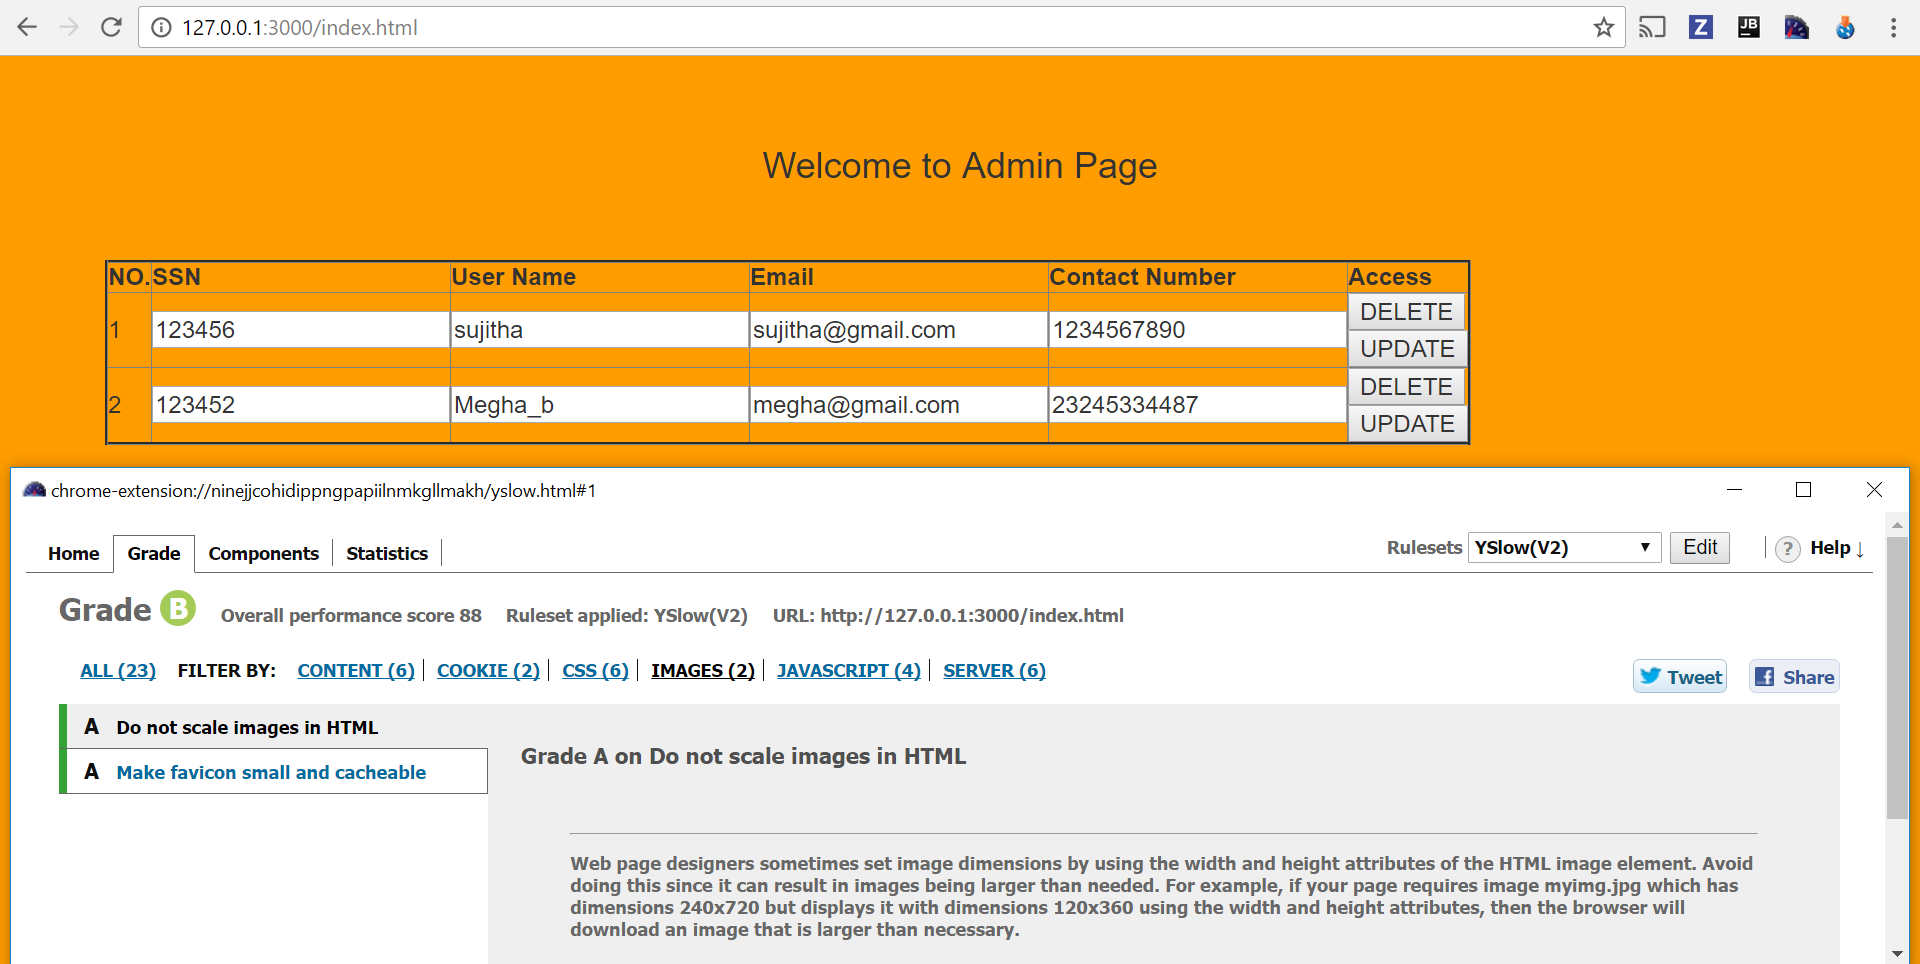 127.0.0.1:3000/index.html
Z
JB
Welcome to Admin Page
NO. SSN User Name Email Contact Number Access
1 123456 sujitha sujitha@gmail.com 1234567890 DELETE
UPDATE
2 123452 Megha_b megha@gmail.com 23245334487 DELETE
UPDATE
chrome-extension://ninejjcohidippngpapiilnmkgllmakh/yslow.html#1
Home Grade Components Statistics Rulesets YSlow(V2) Edit ? Help ↓
Grade B Overall performance score 88 Ruleset applied: YSlow(V2) URL: http://127.0.0.1:3000/index.html
ALL (23) FILTER BY: CONTENT (6) COOKIE (2) CSS (6) IMAGES (2) JAVASCRIPT (4) SERVER (6) Tweet f Share
A Do not scale images in HTML
A Make favicon small and cacheable
Grade A on Do not scale images in HTML
Web page designers sometimes set image dimensions by using the width and height attributes of the HTML image element. Avoid
doing this since it can result in images being larger than needed. For example, if your page requires image myimg.jpg which has
dimensions 240x720 but displays it with dimensions 120x360 using the width and height attributes, then the browser will
download an image that is larger than necessary.